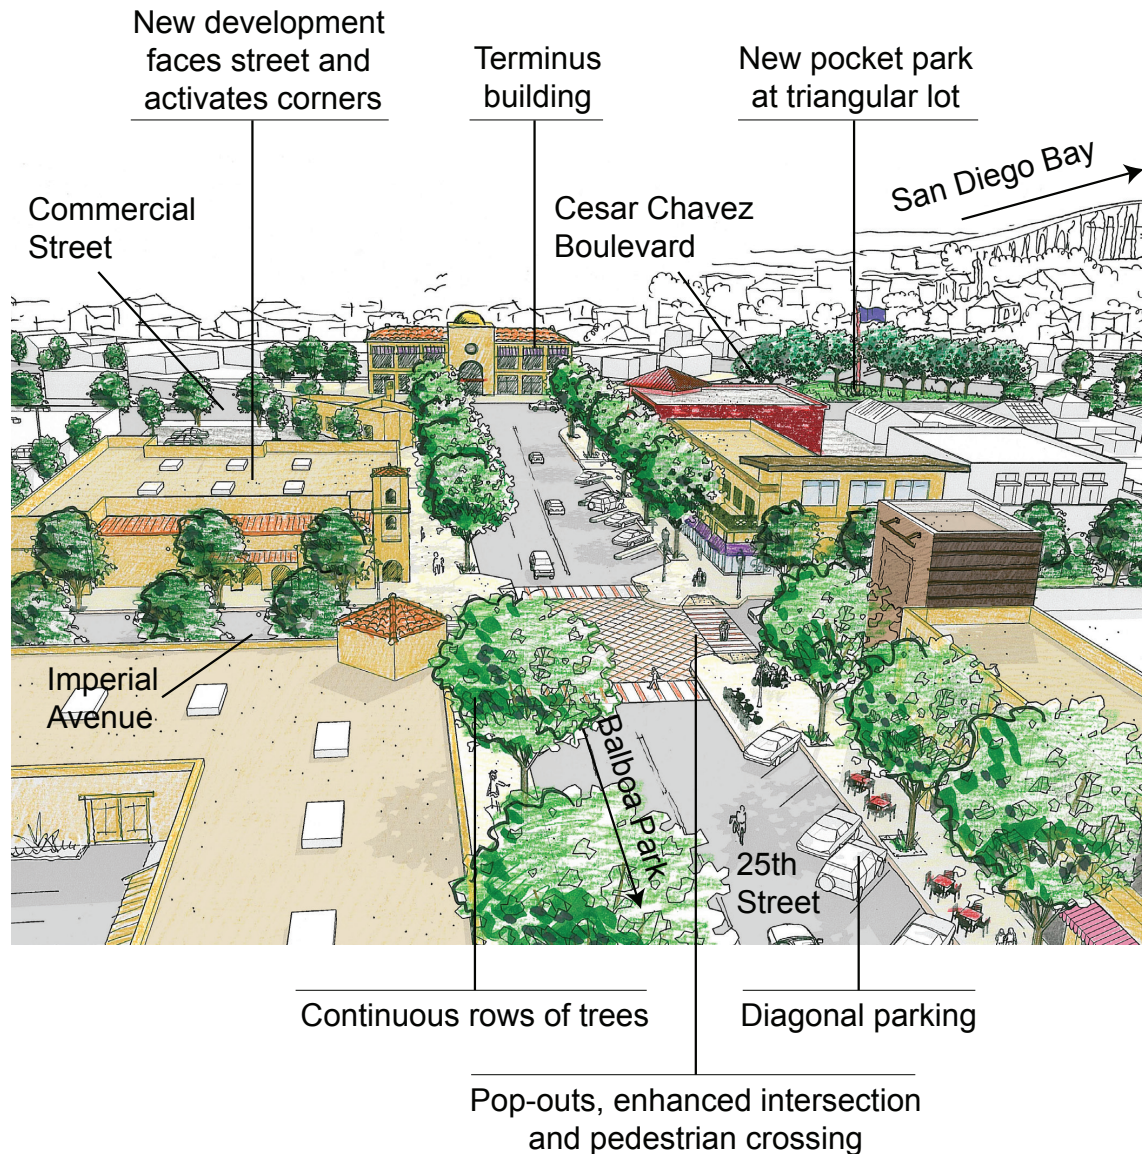 New development
faces street and
activates corners
Terminus
building
New pocket park
at triangular lot
San Diego Bay
Commercial
Street
Cesar Chavez
Boulevard
Imperial
Avenue
Balboa Park
25th
Street
Continuous rows of trees
Diagonal parking
Pop-outs, enhanced intersection
and pedestrian crossing